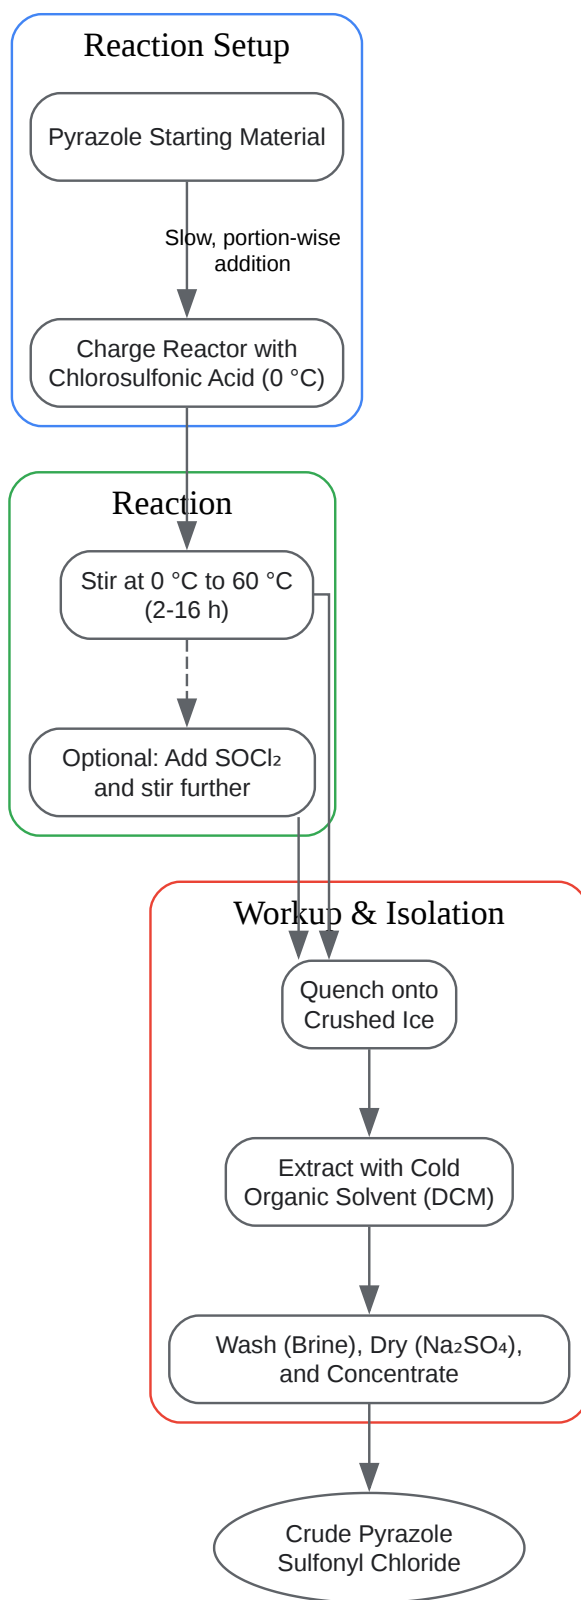 Reaction Setup
Pyrazole Starting Material
Slow, portion-wise
addition
Charge Reactor with
Chlorosulfonic Acid (0 °C)
Reaction
Stir at 0 °C to 60 °C
(2-16 h)
Optional: Add SOCl₂
and stir further
Workup & Isolation
Quench onto
Crushed Ice
Extract with Cold
Organic Solvent (DCM)
Wash (Brine), Dry (Na₂SO₄),
and Concentrate
Crude Pyrazole
Sulfonyl Chloride